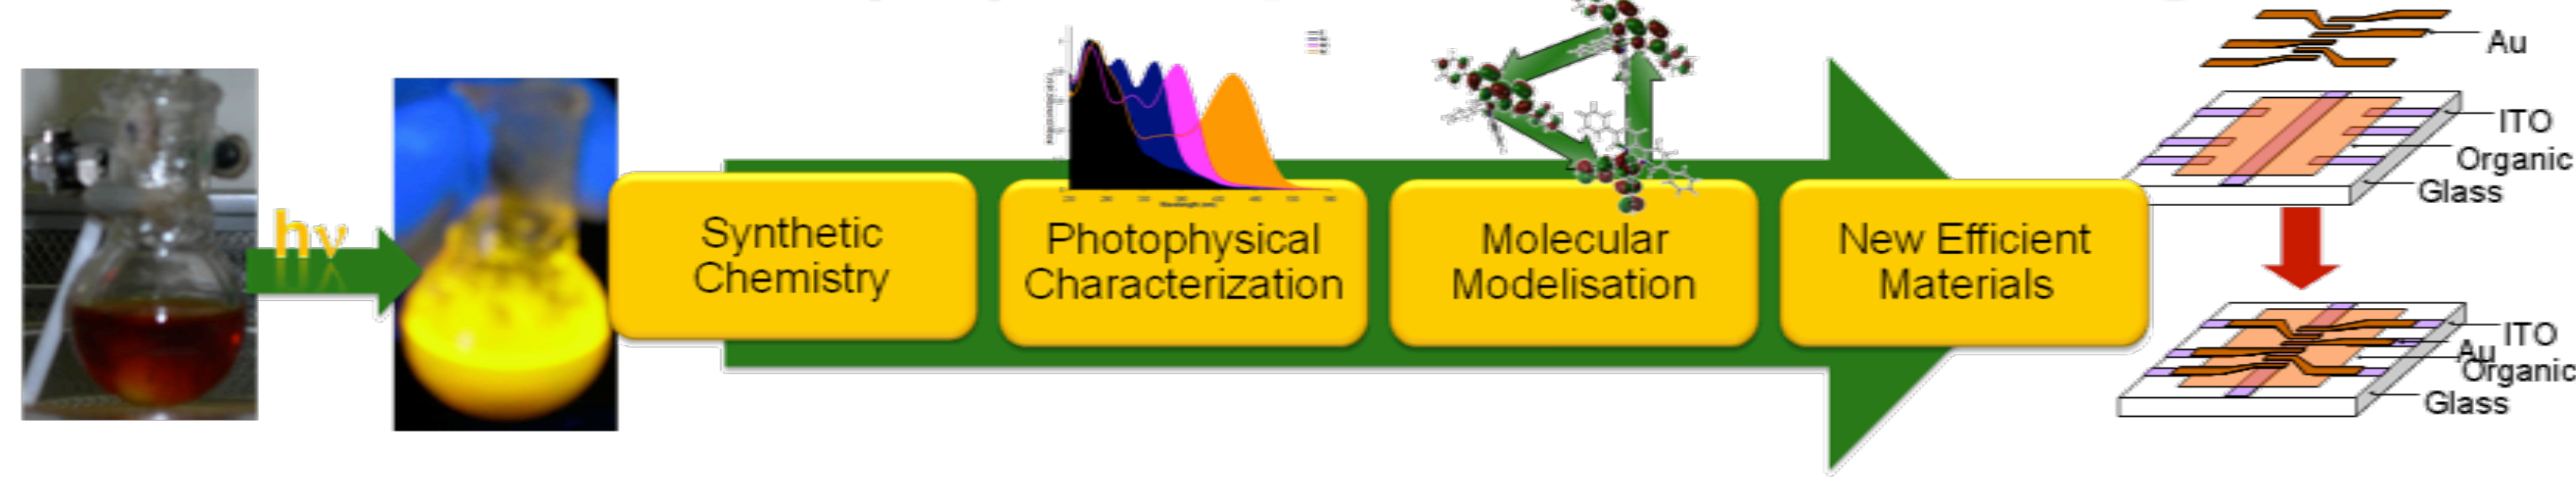 hν
Synthetic
Chemistry
Photophysical
Characterization
Molecular
Modelisation
New Efficient
Materials
Au
ITO
Organic
Glass
ITO
Au
Organic
Glass